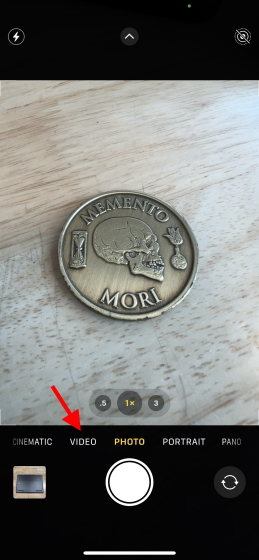 MEMENTO
MORI
.5 1× 3
CINEMATIC VIDEO PHOTO PORTRAIT PANO